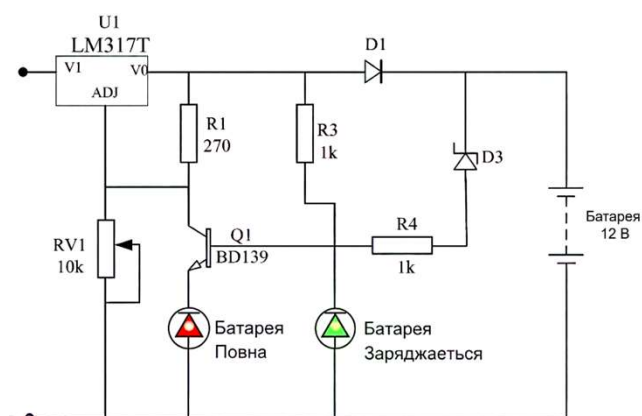 U1
LM317T
V1
V0
ADJ
D1
R1
270
R3
1k
D3
Батарея
12 В
RV1
10k
Q1
BD139
R4
1k
Батарея
Повна
Батарея
Заряджаеться